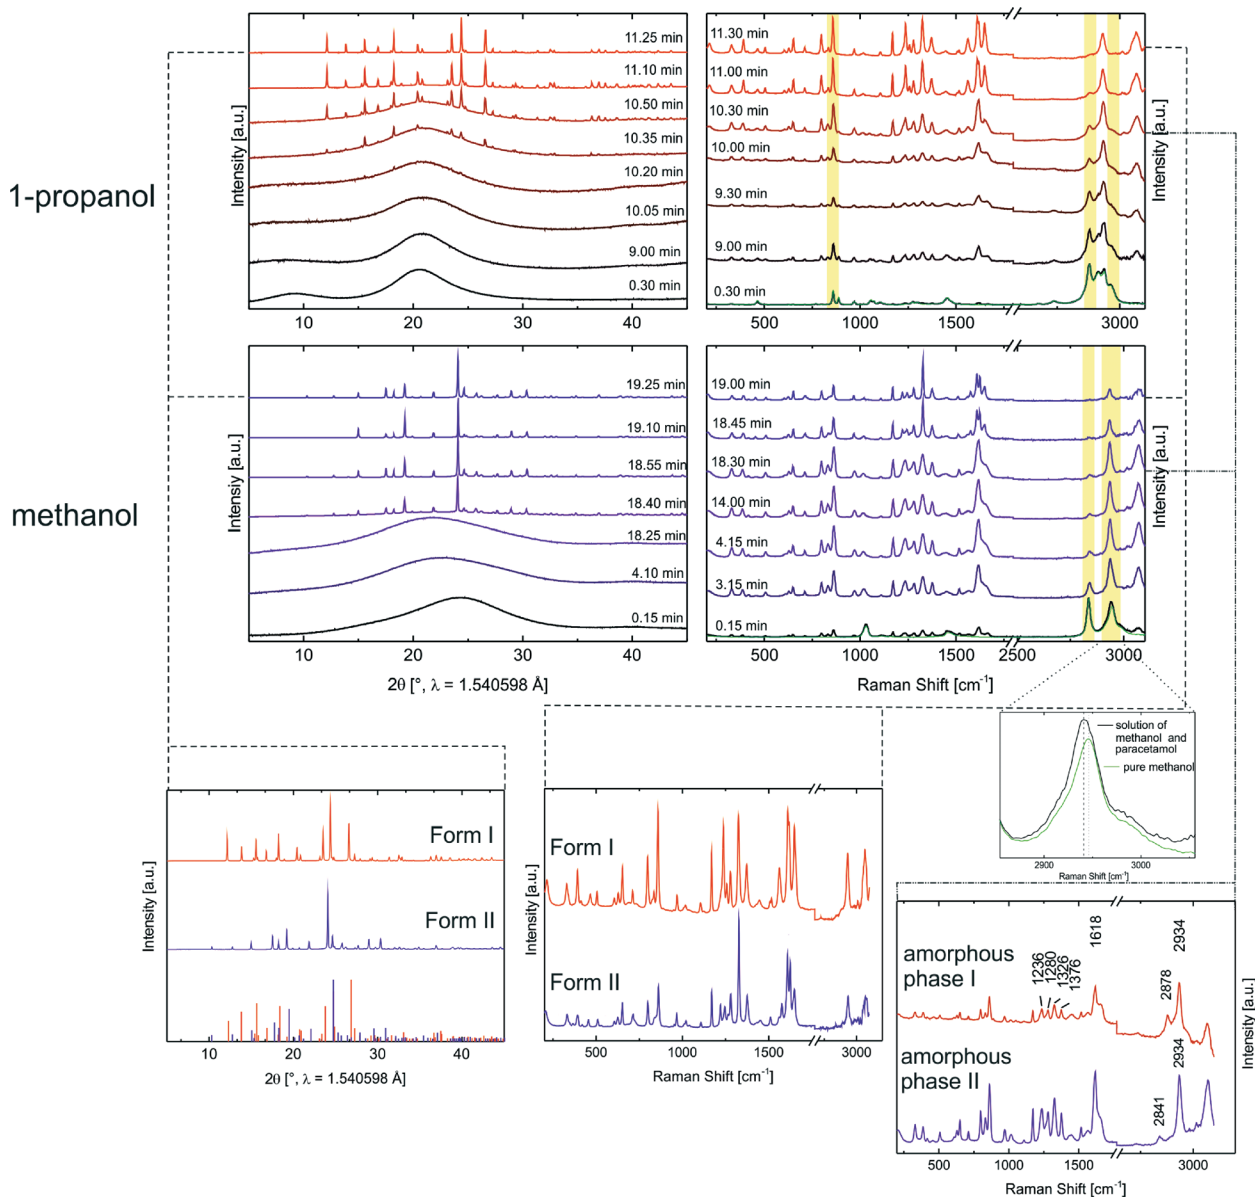 1-propanol
Intensity [a.u.]
11.25 min
11.10 min
10.50 min
10.35 min
10.20 min
10.05 min
9.00 min
0.30 min
10 20 30 40
11.30 min
11.00 min
10.30 min
10.00 min
9.30 min
9.00 min
0.30 min
500 1000 1500 3000
Intensity [a.u.]
methanol
Intensiy [a.u.]
19.25 min
19.10 min
18.55 min
18.40 min
18.25 min
4.10 min
0.15 min
10 20 30 40
2θ [°, λ = 1.540598 Å]
19.00 min
18.45 min
18.30 min
14.00 min
4.15 min
3.15 min
0.15 min
500 1000 1500 2500 3000
Raman Shift [cm-1]
Intensity [a.u.]
solution of
methanol and
paracetamol
pure methanol
2900 3000
Raman Shift [cm-1]
Intensity [a.u.]
Form I
Form II
10 20 30 40
2θ [°, λ = 1.540598 Å]
Intensity [a.u.]
Form I
Form II
500 1000 1500 3000
Raman Shift [cm-1]
amorphous
phase I
1236
1280
1326
1376
1618
2878
2934
amorphous
phase II
2841
2934
500 1000 1500 3000
Raman Shift [cm-1]
Intensity [a.u.]